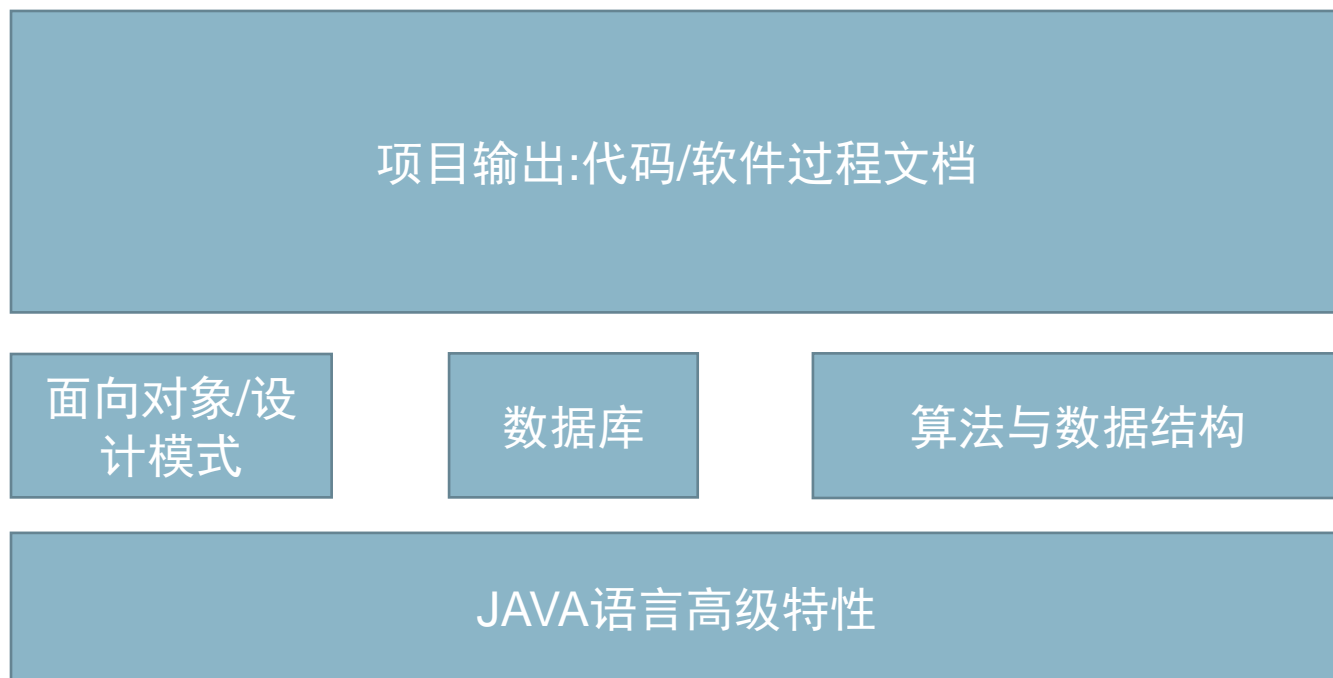 项目输出:代码/软件过程文档
面向对象/设
计模式
数据库
算法与数据结构
JAVA语言高级特性